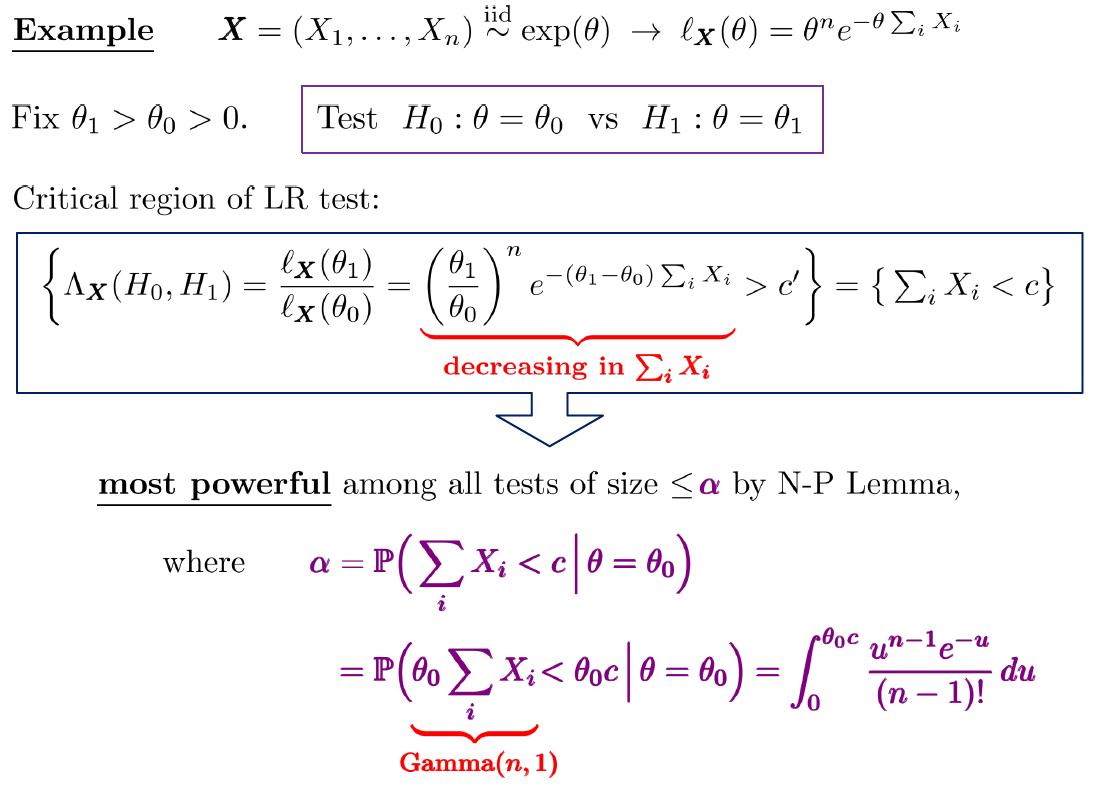 Example $\boldsymbol{X} = (X_1, \ldots, X_n) \overset{\text{iid}}{\sim} \exp(\theta) \;\rightarrow\; \ell_{\boldsymbol{X}}(\theta) = \theta^n e^{-\theta \sum_i X_i}$
Fix $\theta_1 > \theta_0 > 0$. Test $H_0 : \theta = \theta_0$ vs $H_1 : \theta = \theta_1$
Critical region of LR test:
$\left\{ \Lambda_{\boldsymbol{X}}(H_0, H_1) = \frac{\ell_{\boldsymbol{X}}(\theta_1)}{\ell_{\boldsymbol{X}}(\theta_0)} = \left(\frac{\theta_1}{\theta_0}\right)^n e^{-(\theta_1 - \theta_0)\sum_i X_i} > c' \right\} = \{\sum_i X_i < c\}$
decreasing in $\sum_i X_i$
most powerful among all tests of size $\leq \alpha$ by N-P Lemma,
where $\alpha = \mathbb{P}\left(\sum_i X_i < c \,\middle|\, \theta = \theta_0\right)$
$= \mathbb{P}\left(\theta_0 \sum_i X_i < \theta_0 c \,\middle|\, \theta = \theta_0\right) = \int_0^{\theta_0 c} \frac{u^{n-1} e^{-u}}{(n-1)!} \, du$
Gamma$(n, 1)$